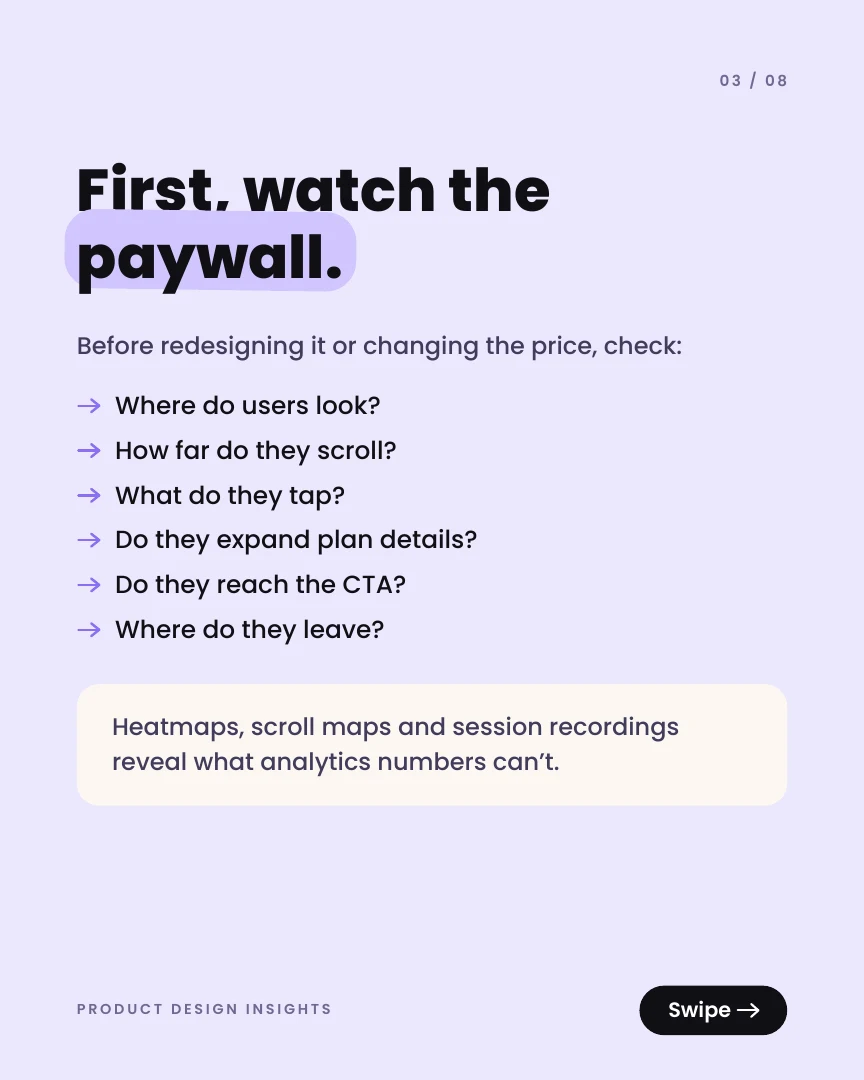 03 / 08
First, watch the
paywall.
Before redesigning it or changing the price, check:
→ Where do users look?
→ How far do they scroll?
→ What do they tap?
→ Do they expand plan details?
→ Do they reach the CTA?
→ Where do they leave?
Heatmaps, scroll maps and session recordings
reveal what analytics numbers can’t.
PRODUCT DESIGN INSIGHTS
Swipe →